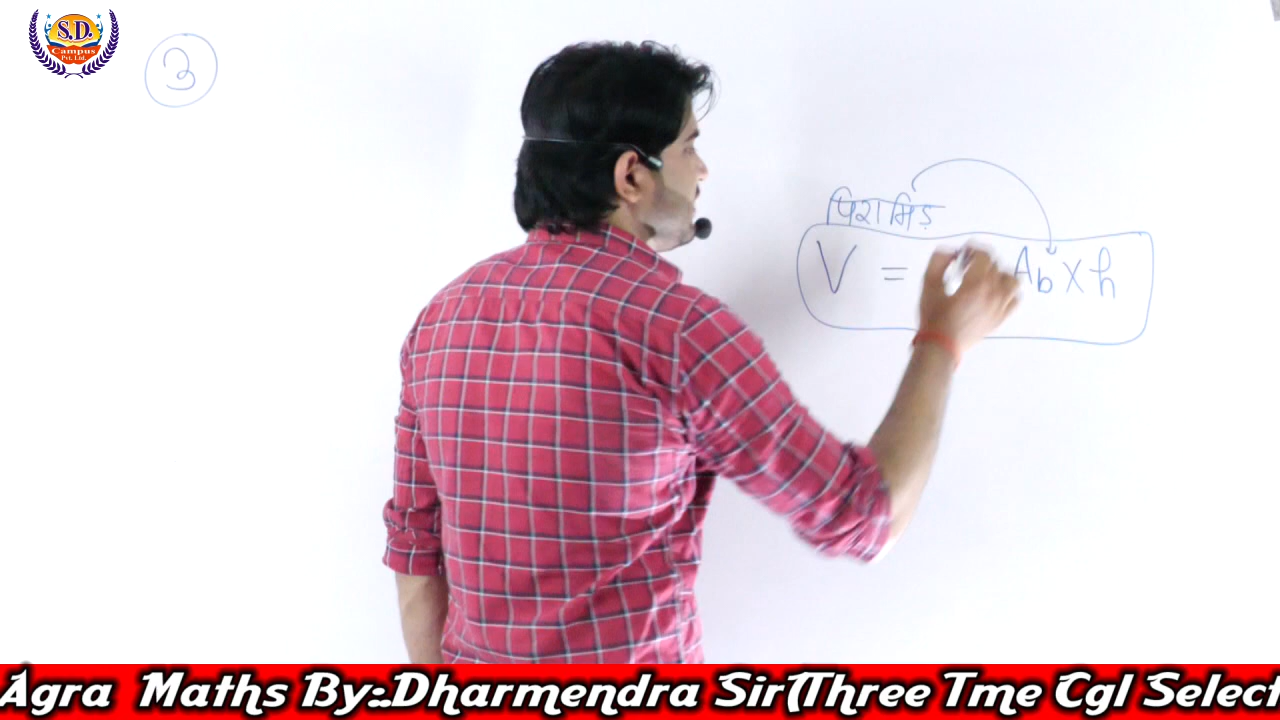 S.D.
Campus
Pvt. Ltd.
3
पिरामिड
V = Ab X h
Agra Maths By:-Dharmendra Sir(Three Tme Cgl Select